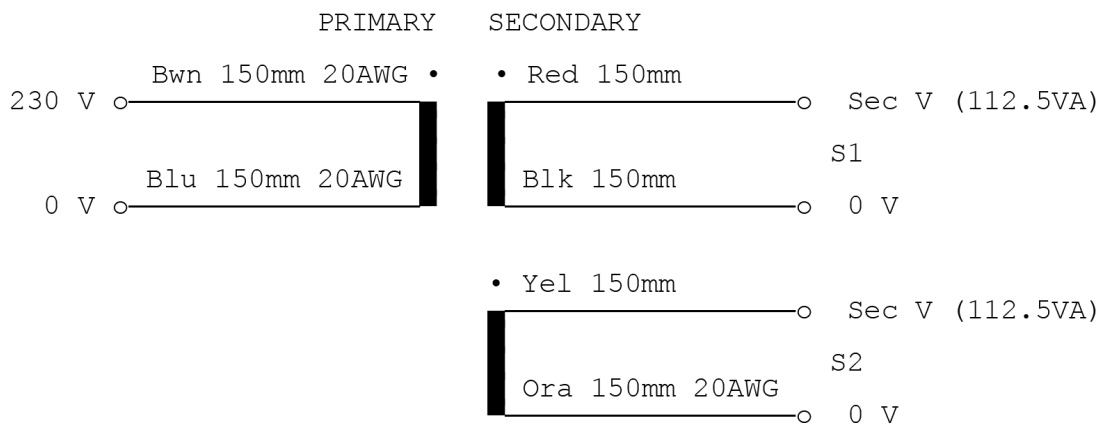 PRIMARY SECONDARY
Bwn 150mm 20AWG • • Red 150mm
230 V Sec V (112.5VA)
S1
Blu 150mm 20AWG Blk 150mm
0 V 0 V
• Yel 150mm
Sec V (112.5VA)
S2
Ora 150mm 20AWG
0 V